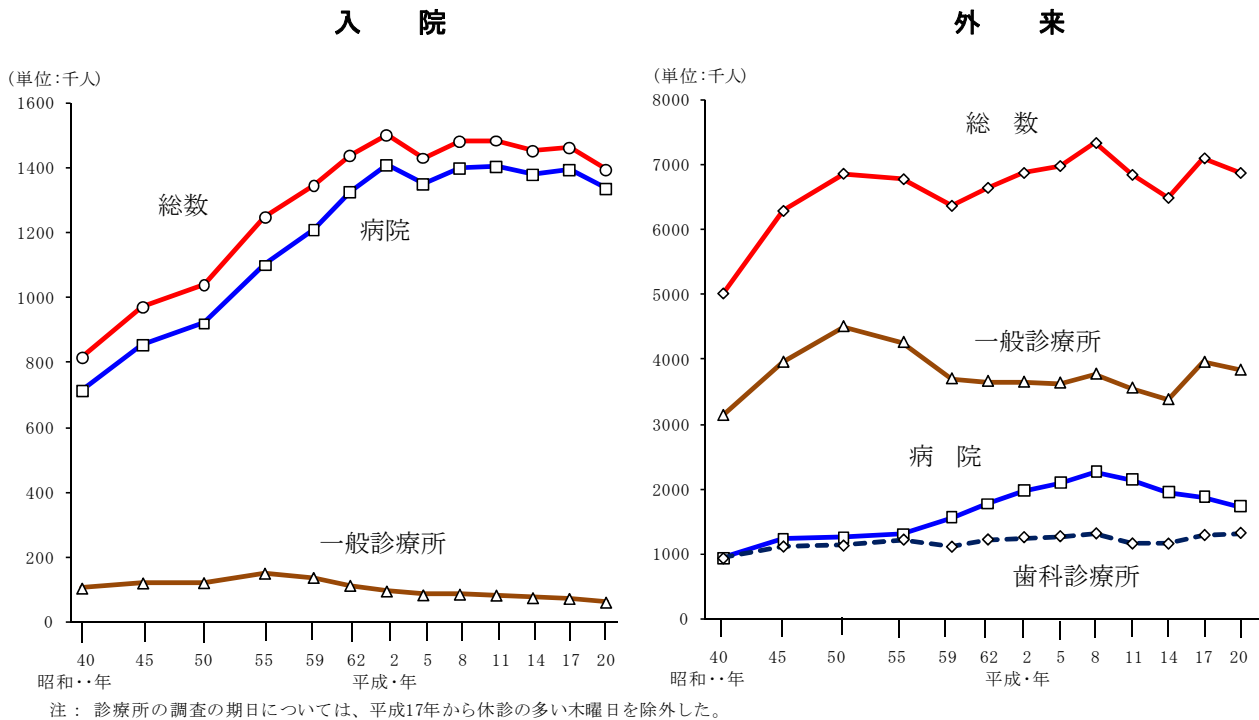 入　院
(単位:千人)
1600
1400
1200
1000
800
600
400
200
0
総数
病院
一般診療所
40 45 50 55 59 62 2 5 8 11 14 17 20
昭和・・年 平成・年
外　来
(単位:千人)
8000
7000
6000
5000
4000
3000
2000
1000
0
総　数
一般診療所
病　院
歯科診療所
40 45 50 55 59 62 2 5 8 11 14 17 20
昭和・・年 平成・年
注： 診療所の調査の期日については、平成17年から休診の多い木曜日を除外した。